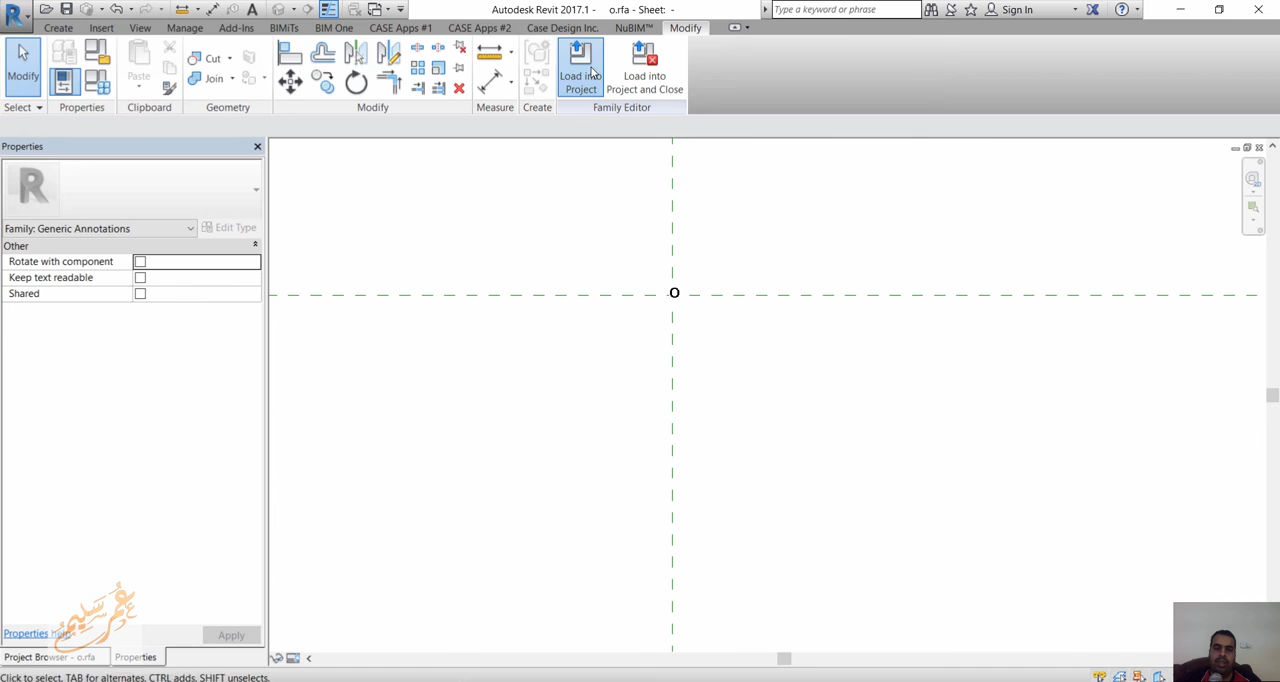 Autodesk Revit 2017.1 - o.rfa - Sheet: -
Type a keyword or phrase
Sign In
Create Insert View Manage Add-Ins BIMiTs BIM One CASE Apps #1 CASE Apps #2 Case Design Inc. NuBIM™ Modify
Modify
Paste
Cut
Join
Load into Project
Load into Project and Close
Select Properties Clipboard Geometry Modify Measure Create Family Editor
Properties
R
Family: Generic Annotations
Edit Type
Other
Rotate with component
Keep text readable
Shared
o
عمر سليم
Properties help
Apply
Project Browser - o.rfa
Properties
Click to select, TAB for alternates, CTRL adds, SHIFT unselects.